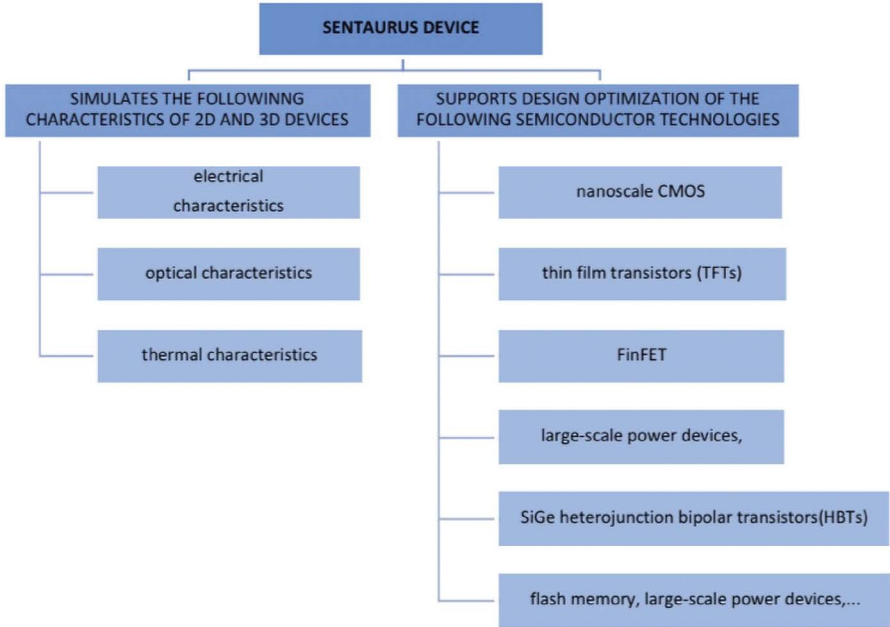 SENTAURUS DEVICE
SIMULATES THE FOLLOWINNG
CHARACTERISTICS OF 2D AND 3D DEVICES
electrical
characteristics
optical characteristics
thermal characteristics
SUPPORTS DESIGN OPTIMIZATION OF THE
FOLLOWING SEMICONDUCTOR TECHNOLOGIES
nanoscale CMOS
thin film transistors (TFTs)
FinFET
large-scale power devices,
SiGe heterojunction bipolar transistors(HBTs)
flash memory, large-scale power devices,...